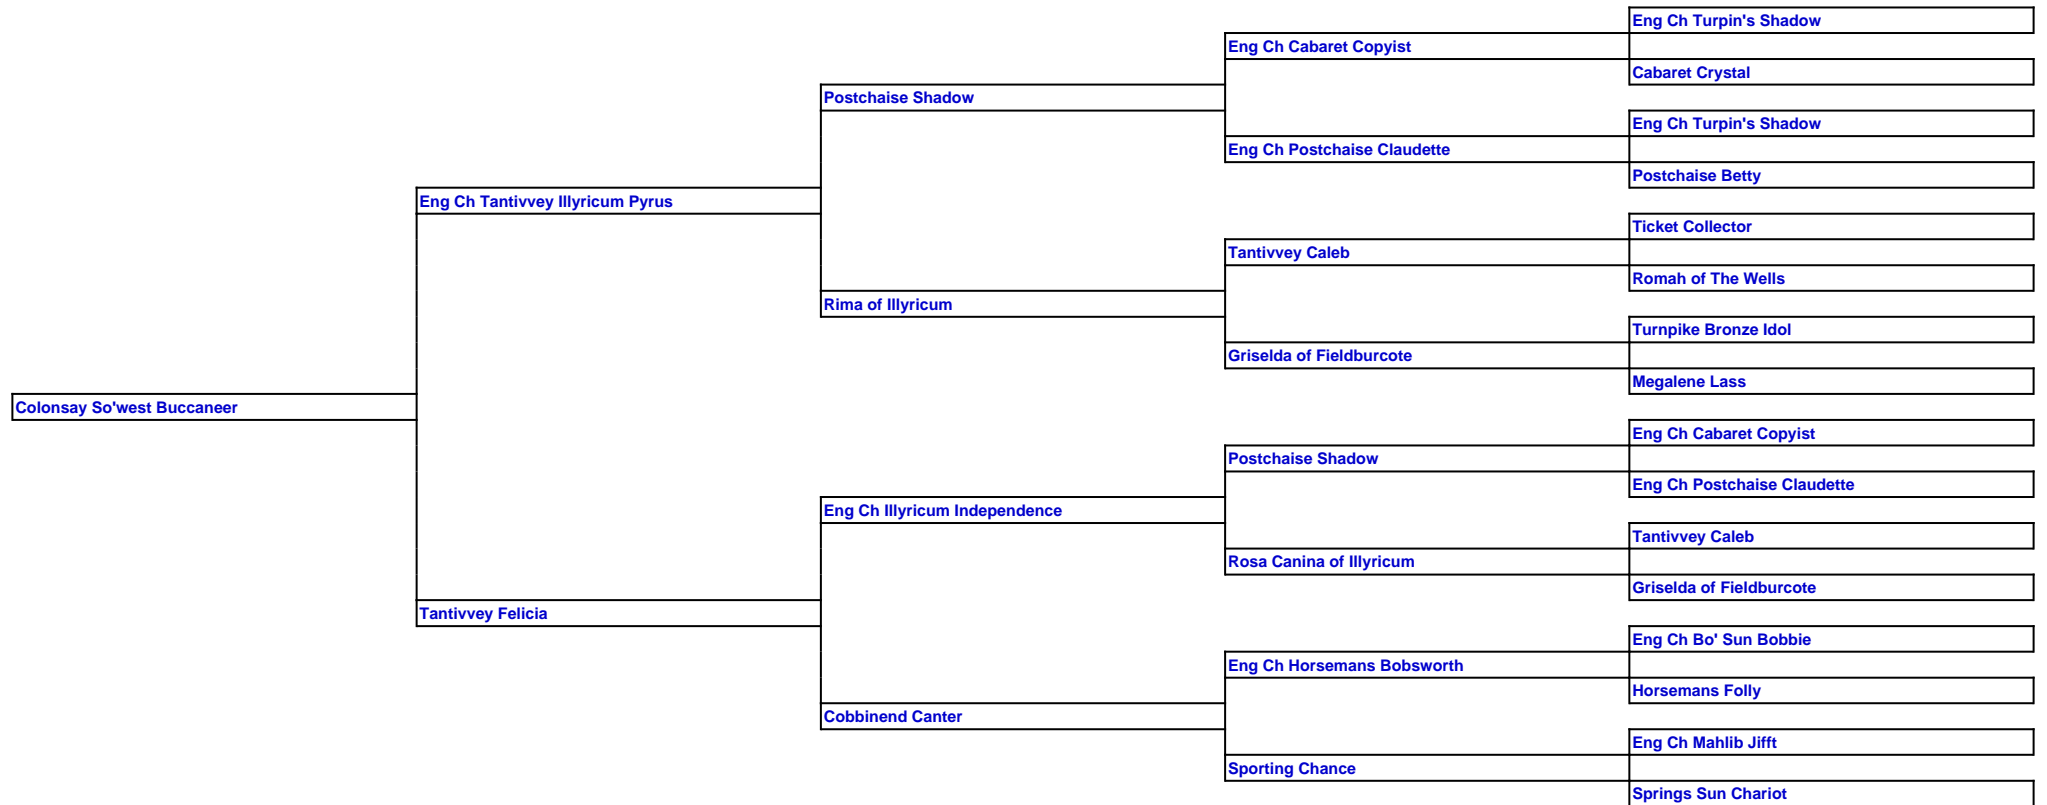 Eng Ch Turpin's Shadow
Eng Ch Cabaret Copyist
Cabaret Crystal
Postchaise Shadow
Eng Ch Turpin's Shadow
Eng Ch Postchaise Claudette
Postchaise Betty
Eng Ch Tantivvey Illyricum Pyrus
Ticket Collector
Tantivvey Caleb
Romah of The Wells
Rima of Illyricum
Turnpike Bronze Idol
Griselda of Fieldburcote
Megalene Lass
Colonsay So'west Buccaneer
Eng Ch Cabaret Copyist
Postchaise Shadow
Eng Ch Postchaise Claudette
Eng Ch Illyricum Independence
Tantivvey Caleb
Rosa Canina of Illyricum
Griselda of Fieldburcote
Tantivvey Felicia
Eng Ch Bo' Sun Bobbie
Eng Ch Horsemans Bobsworth
Horsemans Folly
Cobbinend Canter
Eng Ch Mahlib Jifft
Sporting Chance
Springs Sun Chariot